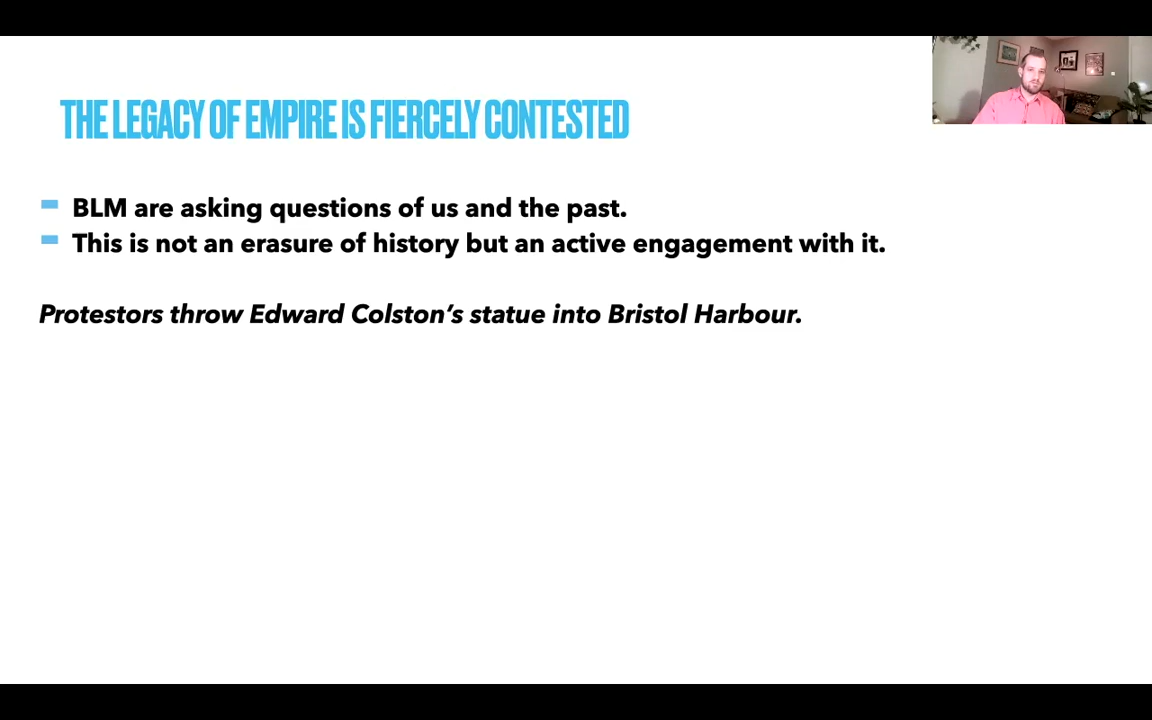 THE LEGACY OF EMPIRE IS FIERCELY CONTESTED
BLM are asking questions of us and the past.
This is not an erasure of history but an active engagement with it.
Protestors throw Edward Colston’s statue into Bristol Harbour.